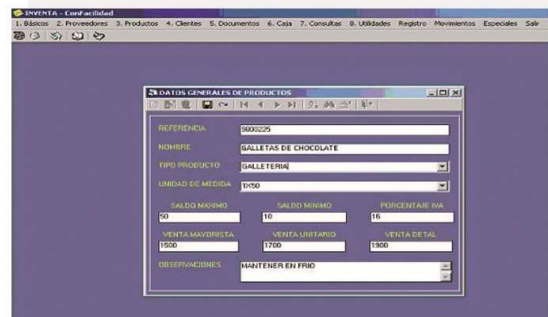 INVENTA - ConFacilidad
1. Básicos 2. Proveedores 3. Productos 4. Clientes 5. Documentos 6. Caja 7. Consultas 8. Utilidades Registro Movimientos Especiales Salir
DATOS GENERALES DE PRODUCTOS
REFERENCIA 9800225
NOMBRE GALLETAS DE CHOCOLATE
TIPO PRODUCTO GALLETERIA
UNIDAD DE MEDIDA 1X50
SALDO MAXIMO SALDO MINIMO PORCENTAJE IVA
50 10 16
VENTA MAYORISTA VENTA UNITARIO VENTA DETAL
1500 1700 1900
OBSERVACIONES MANTENER EN FRIO